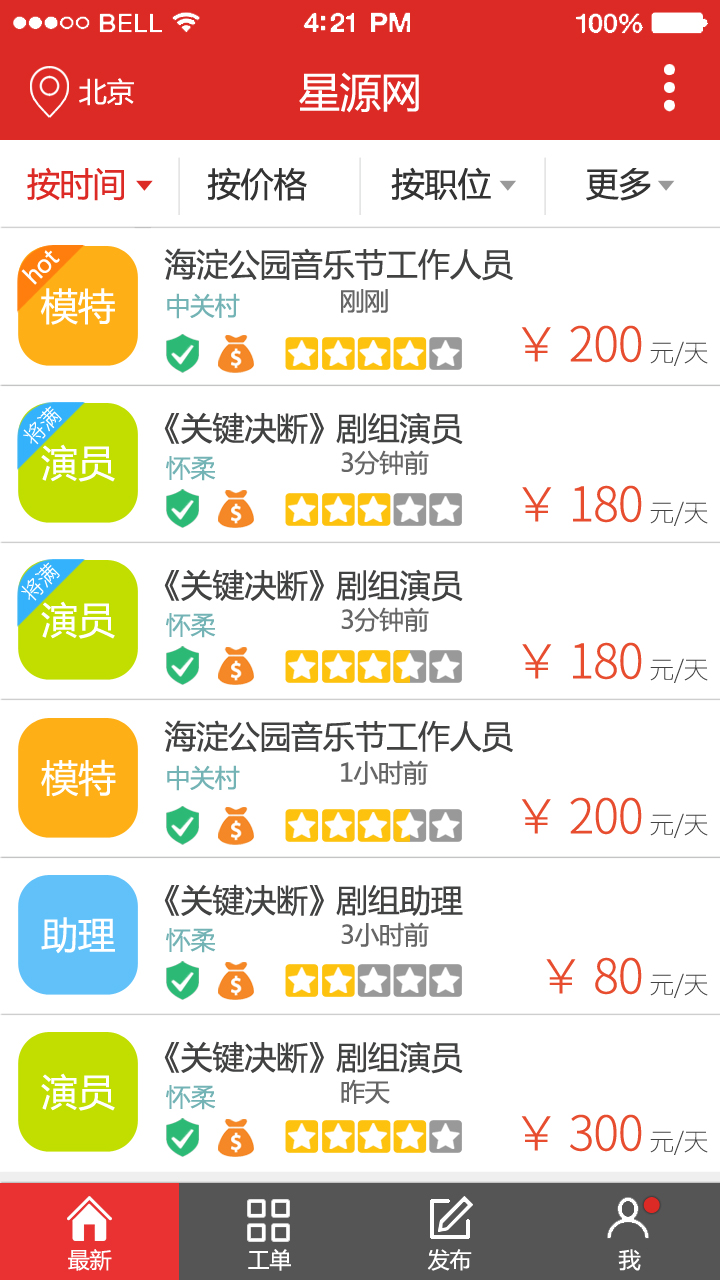 BELL 4:21 PM 100%
北京 星源网
按时间 按价格 按职位 更多
hot
模特
海淀公园音乐节工作人员
中关村 刚刚
¥ 200 元/天
将满
演员
《关键决断》剧组演员
怀柔 3分钟前
¥ 180 元/天
将满
演员
《关键决断》剧组演员
怀柔 3分钟前
¥ 180 元/天
模特
海淀公园音乐节工作人员
中关村 1小时前
¥ 200 元/天
助理
《关键决断》剧组助理
怀柔 3小时前
¥ 80 元/天
演员
《关键决断》剧组演员
怀柔 昨天
¥ 300 元/天
最新 工单 发布 我